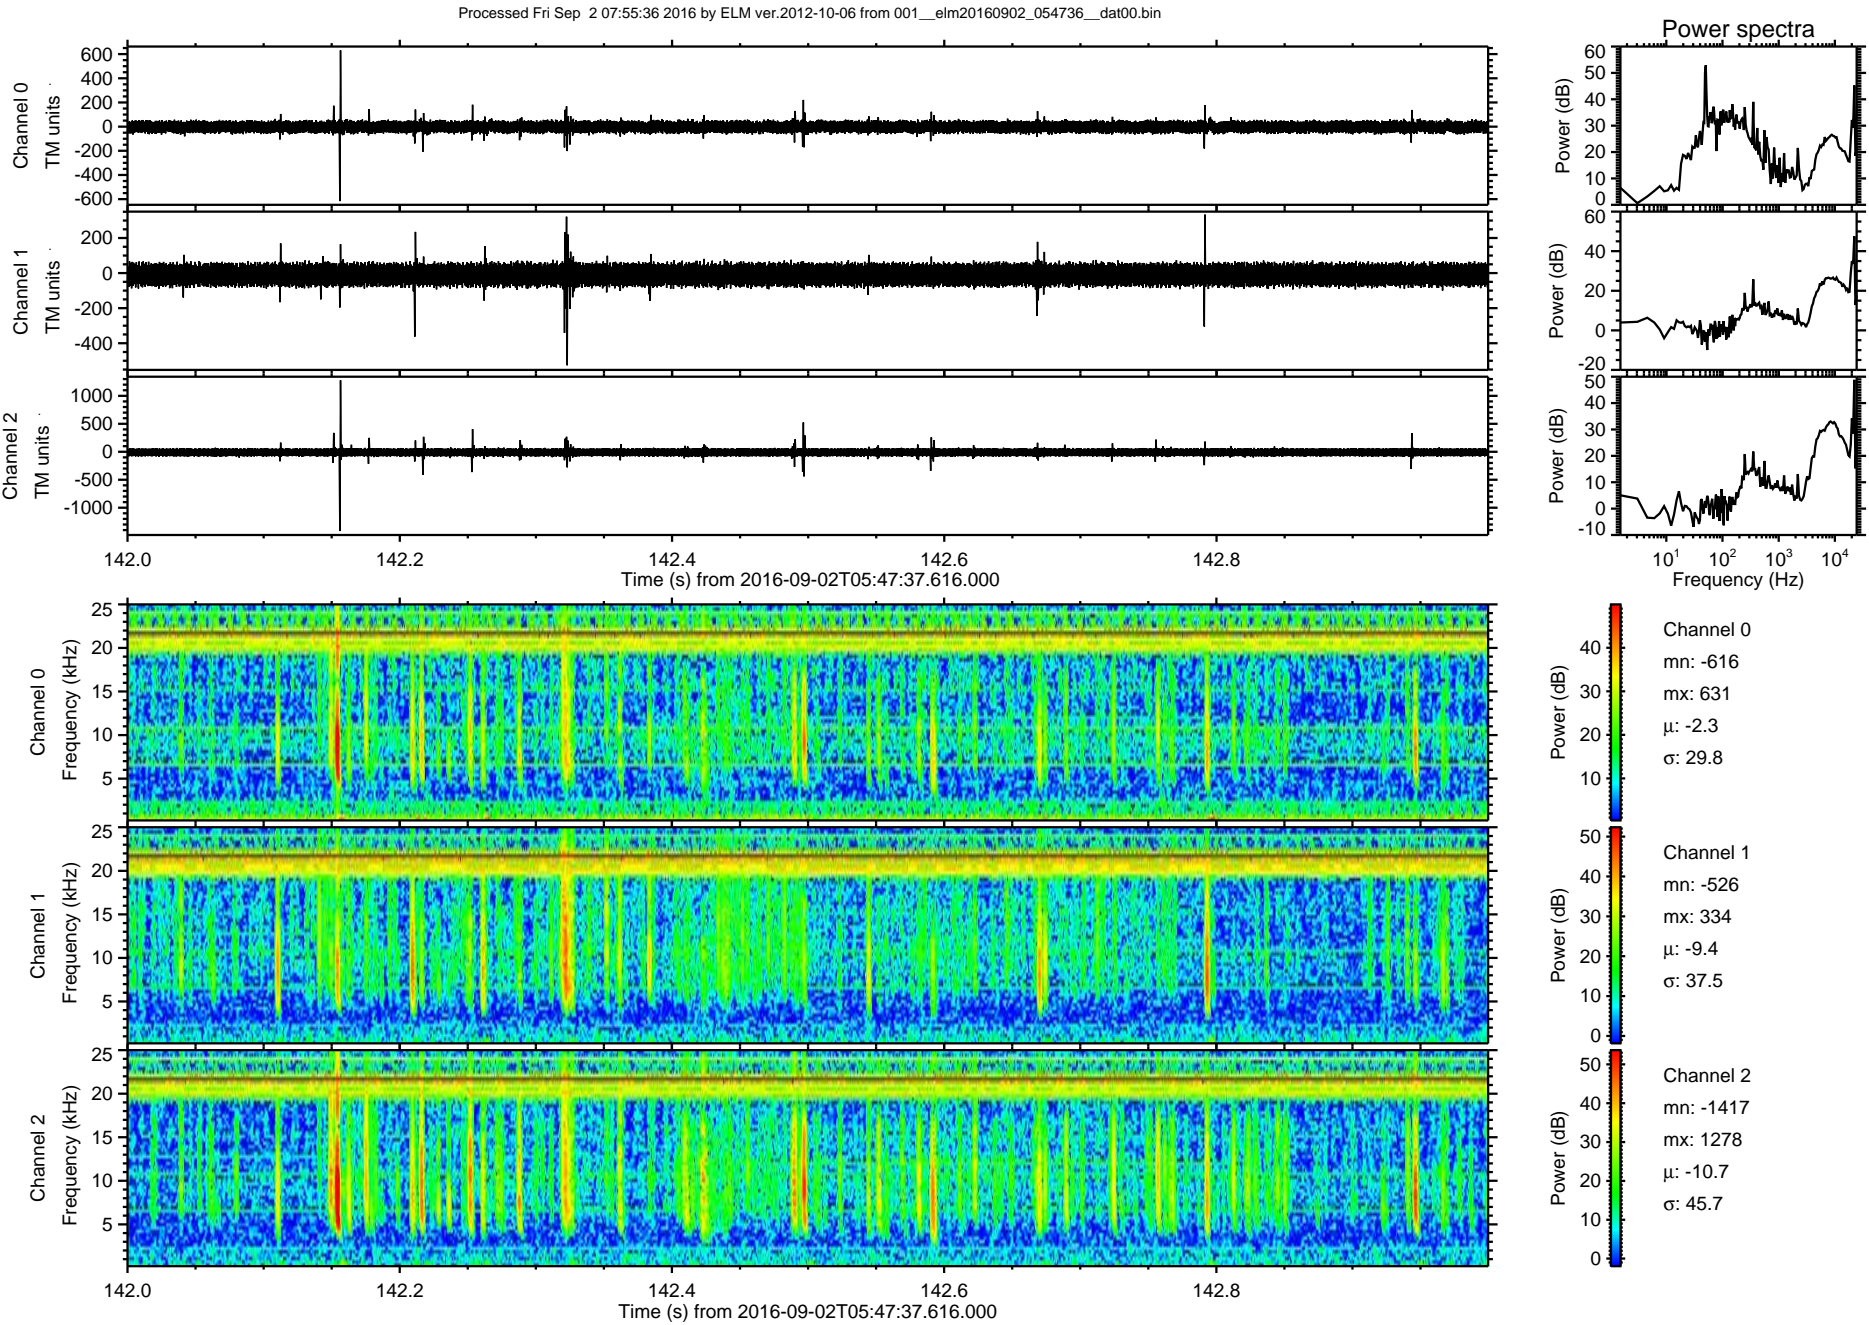 Processed Fri Sep  2 07:55:36 2016 by ELM ver.2012-10-06 from 001__elm20160902_054736__dat00.bin
Power spectra
Channel 0
TM units
600
400
200
0
-200
-400
-600
Power (dB)
60
50
40
30
20
10
0
Channel 1
TM units
200
0
-200
-400
Power (dB)
60
40
20
0
-20
Channel 2
TM units
1000
500
0
-500
-1000
Power (dB)
50
40
30
20
10
0
-10
142.0 142.2 142.4 142.6 142.8
Time (s) from 2016-09-02T05:47:37.616.000
10¹ 10² 10³ 10⁴
Frequency (Hz)
Channel 0
Frequency (kHz)
25
20
15
10
5
Power (dB)
40
30
20
10
Channel 0
mn: -616
mx: 631
μ: -2.3
σ: 29.8
Channel 1
Frequency (kHz)
25
20
15
10
5
Power (dB)
50
40
30
20
10
0
Channel 1
mn: -526
mx: 334
μ: -9.4
σ: 37.5
Channel 2
Frequency (kHz)
25
20
15
10
5
Power (dB)
50
40
30
20
10
0
Channel 2
mn: -1417
mx: 1278
μ: -10.7
σ: 45.7
142.0 142.2 142.4 142.6 142.8
Time (s) from 2016-09-02T05:47:37.616.000